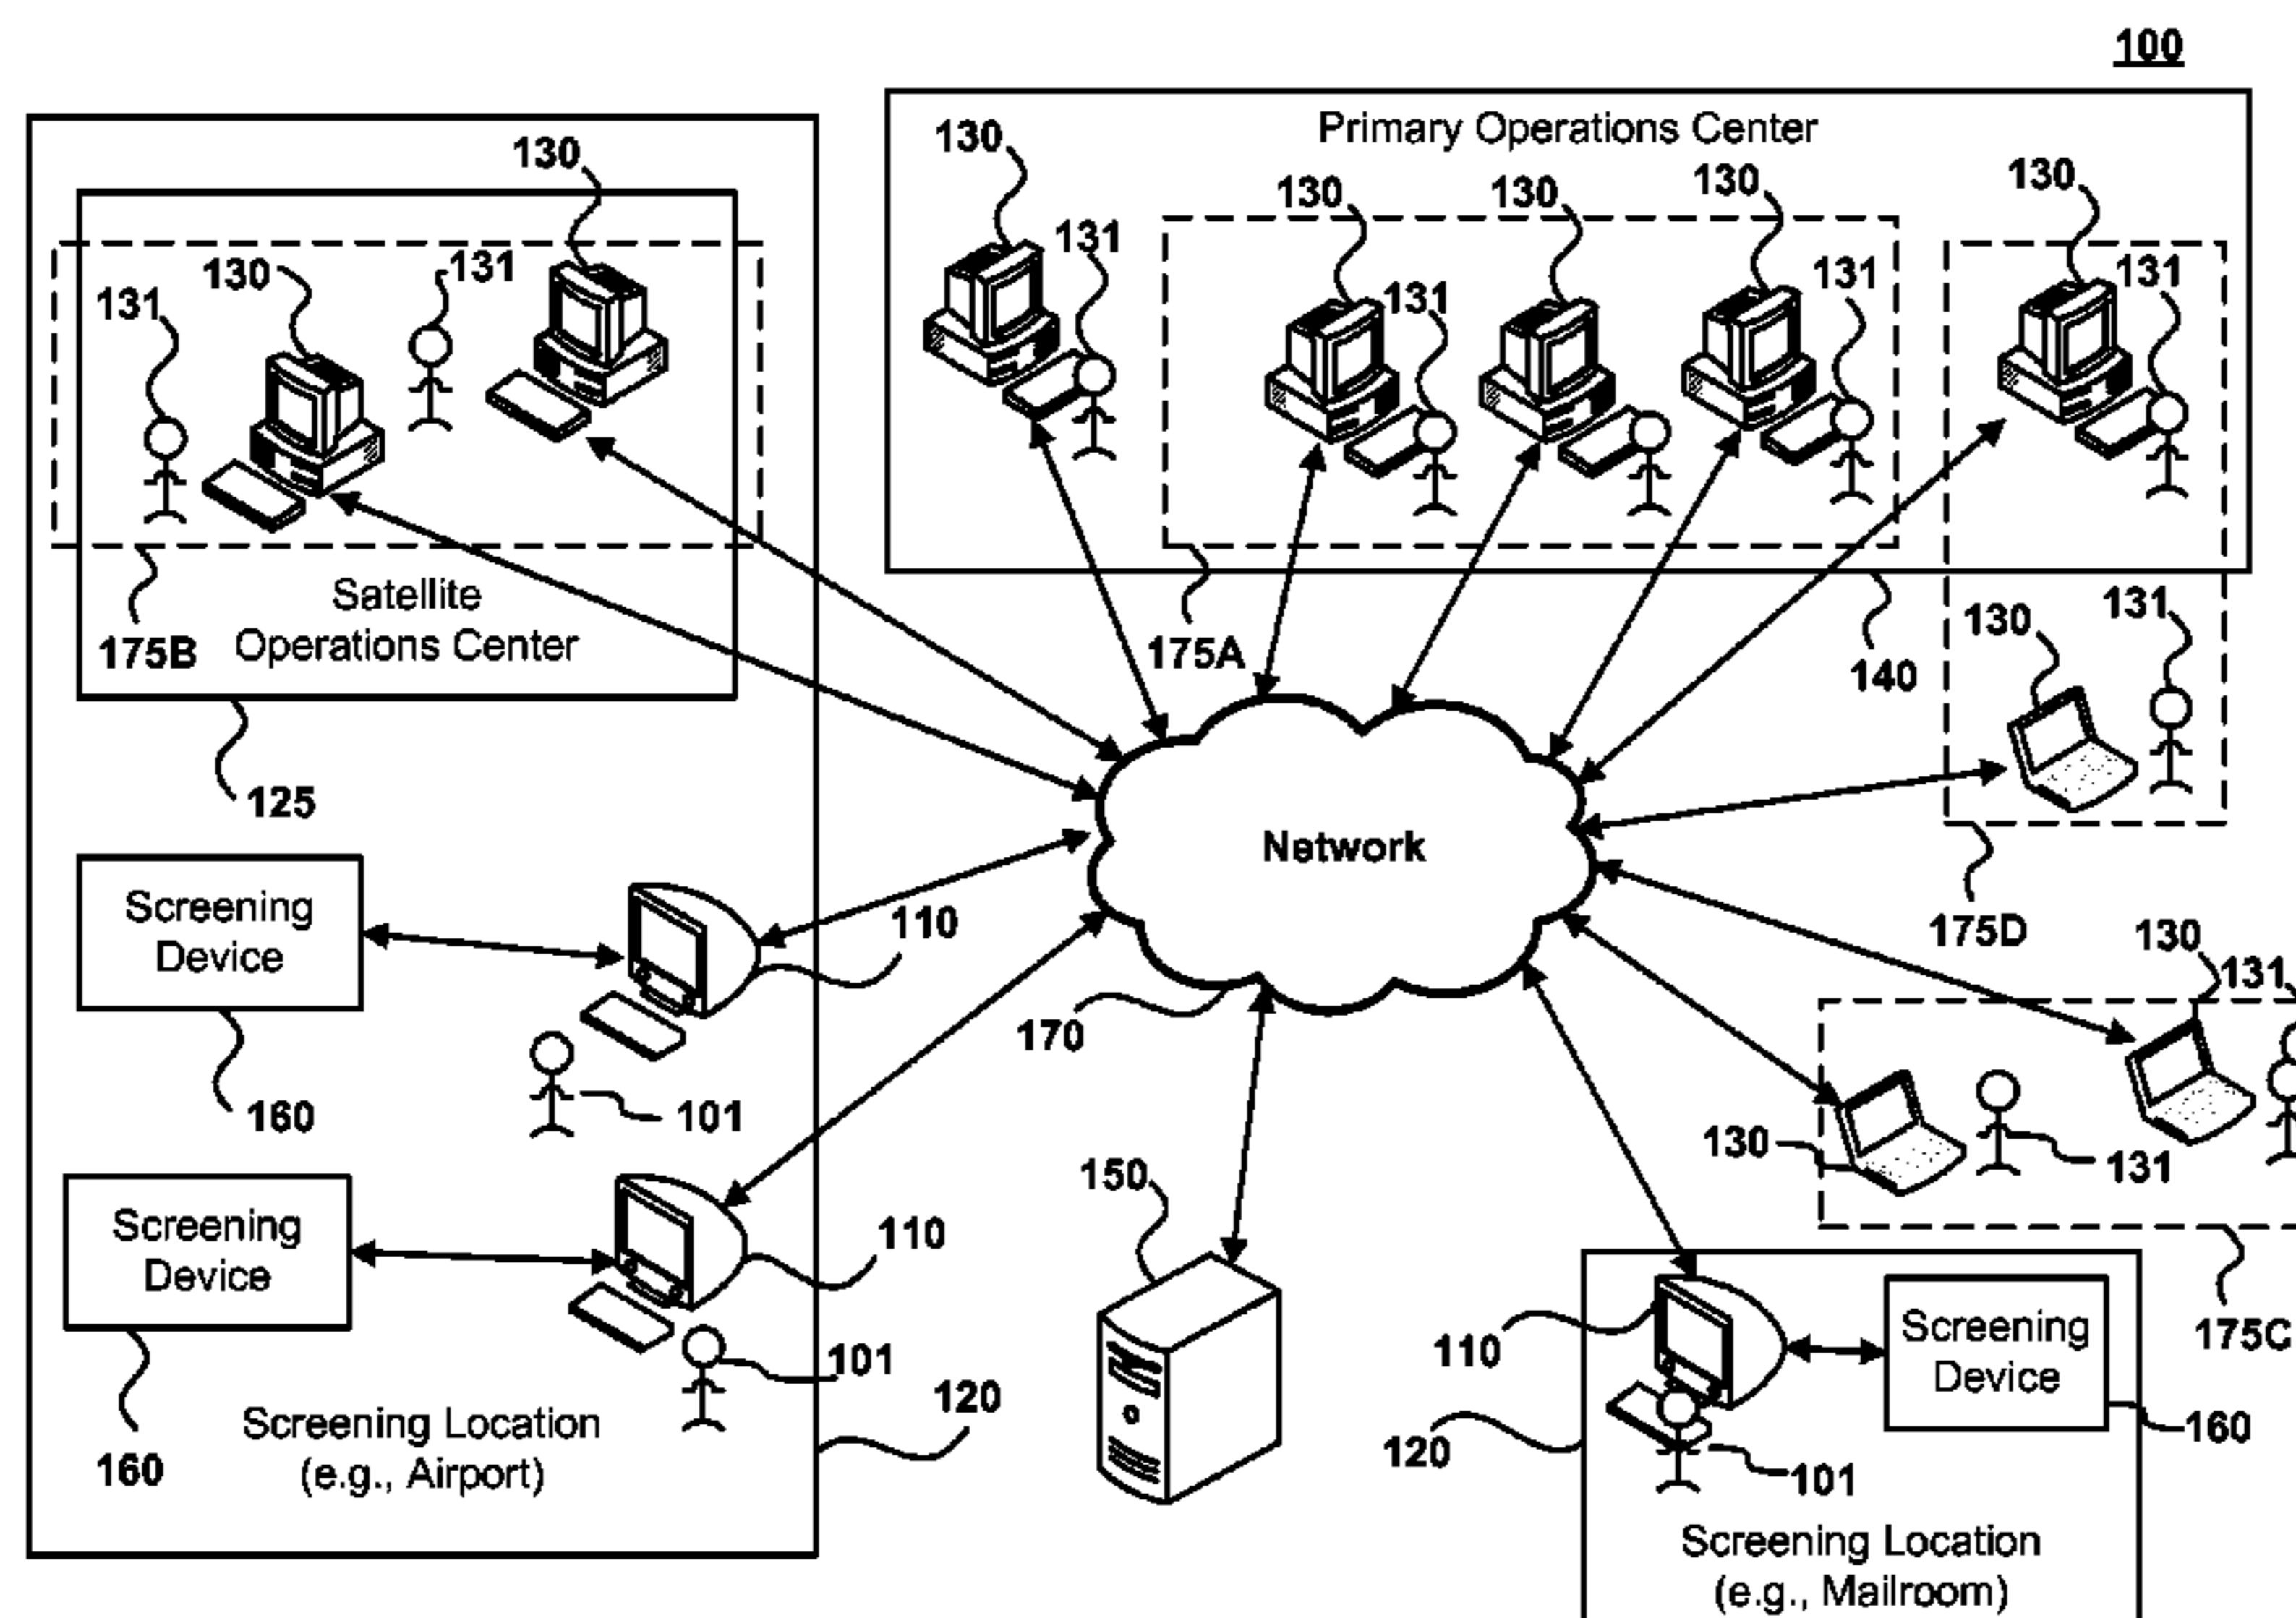 100
Primary Operations Center
130
130
130
130
130
130
130
131
131
131
131
131
131
Satellite
Operations Center
175B
175A
140
130
131
125
Network
Screening
Device
110
175D
130
131
170
160
101
130
131
150
Screening
Device
110
110
Screening
Device
175C
101
120
120
160
Screening Location
(e.g., Airport)
160
101
Screening Location
(e.g., Mailroom)